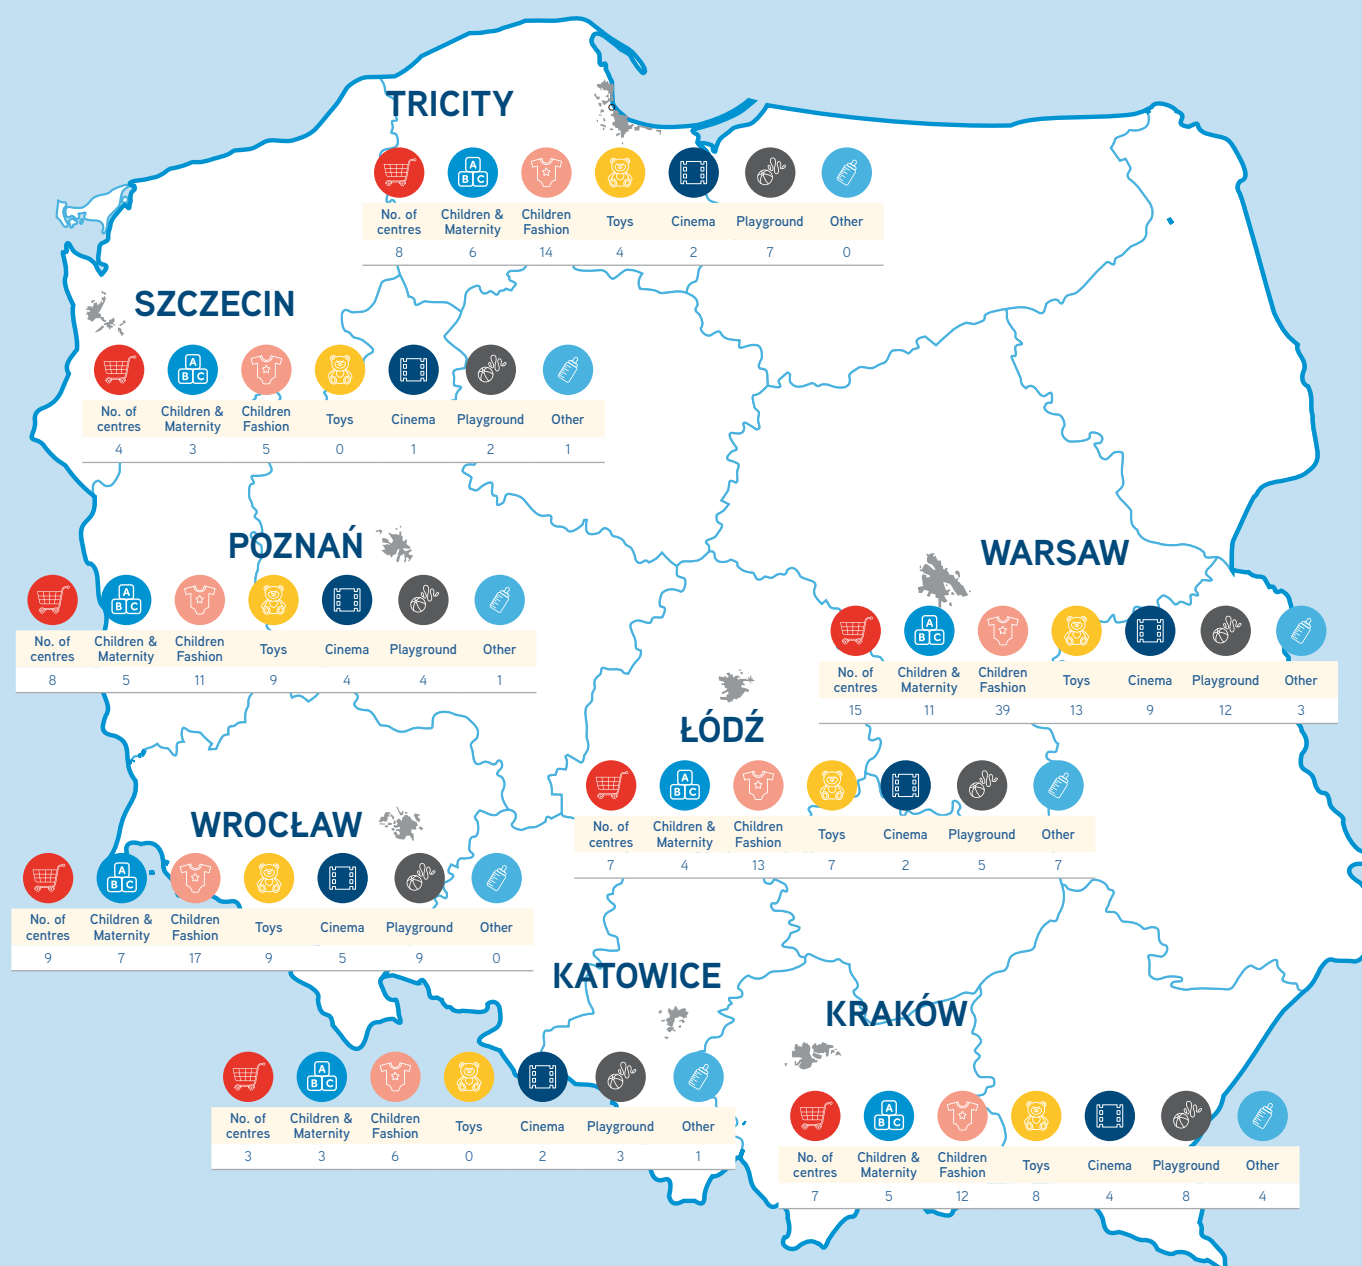 TRICITY
A
B C
No. of centres Children & Maternity Children Fashion Toys Cinema Playground Other
8 6 14 4 2 7 0
SZCZECIN
A
B C
No. of centres Children & Maternity Children Fashion Toys Cinema Playground Other
4 3 5 0 1 2 1
POZNAŃ
A
B C
No. of centres Children & Maternity Children Fashion Toys Cinema Playground Other
8 5 11 9 4 4 1
WARSAW
A
B C
No. of centres Children & Maternity Children Fashion Toys Cinema Playground Other
15 11 39 13 9 12 3
ŁÓDŹ
A
B C
No. of centres Children & Maternity Children Fashion Toys Cinema Playground Other
7 4 13 7 2 5 7
WROCŁAW
A
B C
No. of centres Children & Maternity Children Fashion Toys Cinema Playground Other
9 7 17 9 5 9 0
KATOWICE
A
B C
No. of centres Children & Maternity Children Fashion Toys Cinema Playground Other
3 3 6 0 2 3 1
KRAKÓW
A
B C
No. of centres Children & Maternity Children Fashion Toys Cinema Playground Other
7 5 12 8 4 8 4